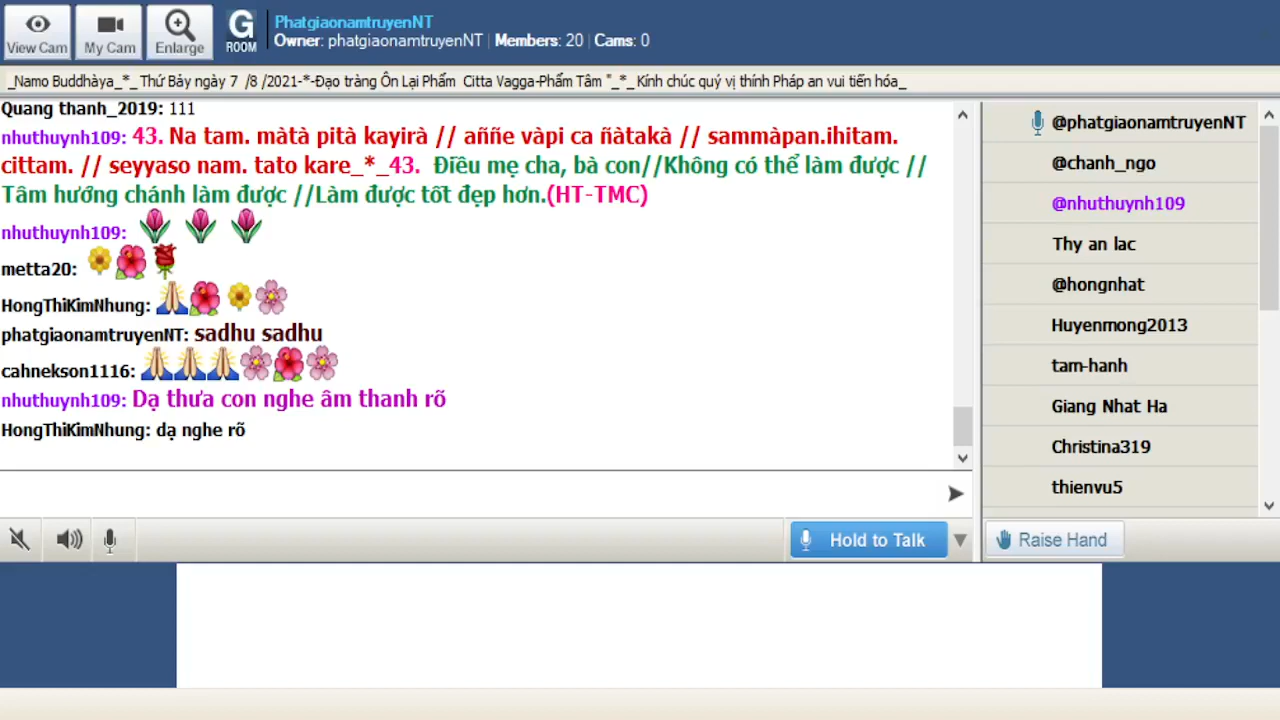 View Cam
My Cam
Enlarge
G
ROOM
PhatgiaonamtruyenNT
Owner: phatgiaonamtruyenNT | Members: 20 | Cams: 0
_Namo Buddhàya_*_ Thứ Bảy ngày 7 /8 /2021-*-Đạo tràng Ôn Lại Phẩm Citta Vagga-Phẩm Tâm "_*_ Kính chúc quý vị thính Pháp an vui tiến hóa_
Quang thanh_2019: 111
nhuthuynh109: 43. Na tam. màtà pità kayirà // aññe vàpi ca ñàtakà // sammàpan.ihitam.
cittam. // seyyaso nam. tato kare_*_43. Điều mẹ cha, bà con//Không có thể làm được //
Tâm hướng chánh làm được //Làm được tốt đẹp hơn.(HT-TMC)
nhuthuynh109:
metta20:
HongThiKimNhung:
phatgiaonamtruyenNT: sadhu sadhu
cahnekson1116:
nhuthuynh109: Dạ thưa con nghe âm thanh rõ
HongThiKimNhung: dạ nghe rõ
@phatgiaonamtruyenNT
@chanh_ngo
@nhuthuynh109
Thy an lac
@hongnhat
Huyenmong2013
tam-hanh
Giang Nhat Ha
Christina319
thienvu5
Hold to Talk
Raise Hand